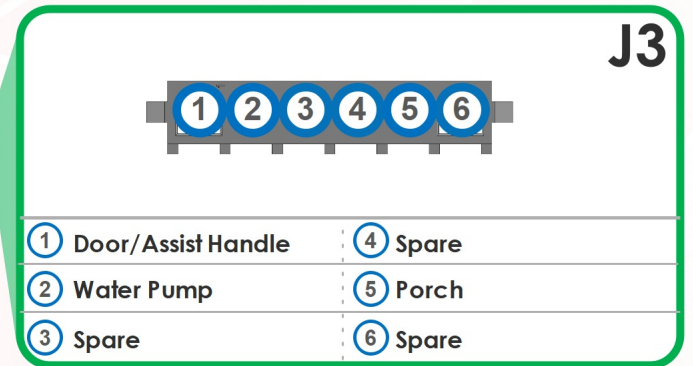 J3
1 2 3 4 5 6
1 Door/Assist Handle 4 Spare
2 Water Pump 5 Porch
3 Spare 6 Spare